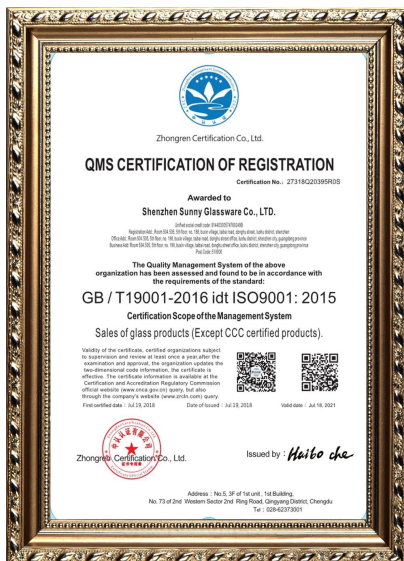 Zhongren Certification Co., Ltd.
QMS CERTIFICATION OF REGISTRATION
Certification No.: 27318Q20395R0S
Awarded to
Shenzhen Sunny Glassware Co., LTD.
The Quality Management System of the above
organization has been assessed and found to be in accordance with
the requirements of the standard:
GB / T19001-2016 idt ISO9001: 2015
Certification Scope of the Management System
Sales of glass products (Except CCC certified products).
Validity of the certificate, certified organizations subject
to supervision and review at least once a year.after the
examination and approval, the organization updates the
two-dimensional code information, the certificate is
effective. The certificate information is available at the
Certification and Accreditation Regulatory Commission
official website (www.cnca.gov.cn) query, but also
through the company's website (www.zrcln.com) query.
First certified date : Jul.19, 2018
Date of Issued : Jul.19, 2018
Valid date : Jul.18, 2021
Zhongren Certification Co., Ltd.
Issued by : Haibo che
Address : No.5, 3F of 1st unit , 1st Building,
No. 73 of 2nd Western Sector 2nd Ring Road, Qingyang District, Chengdu
Tel : 028-62373001